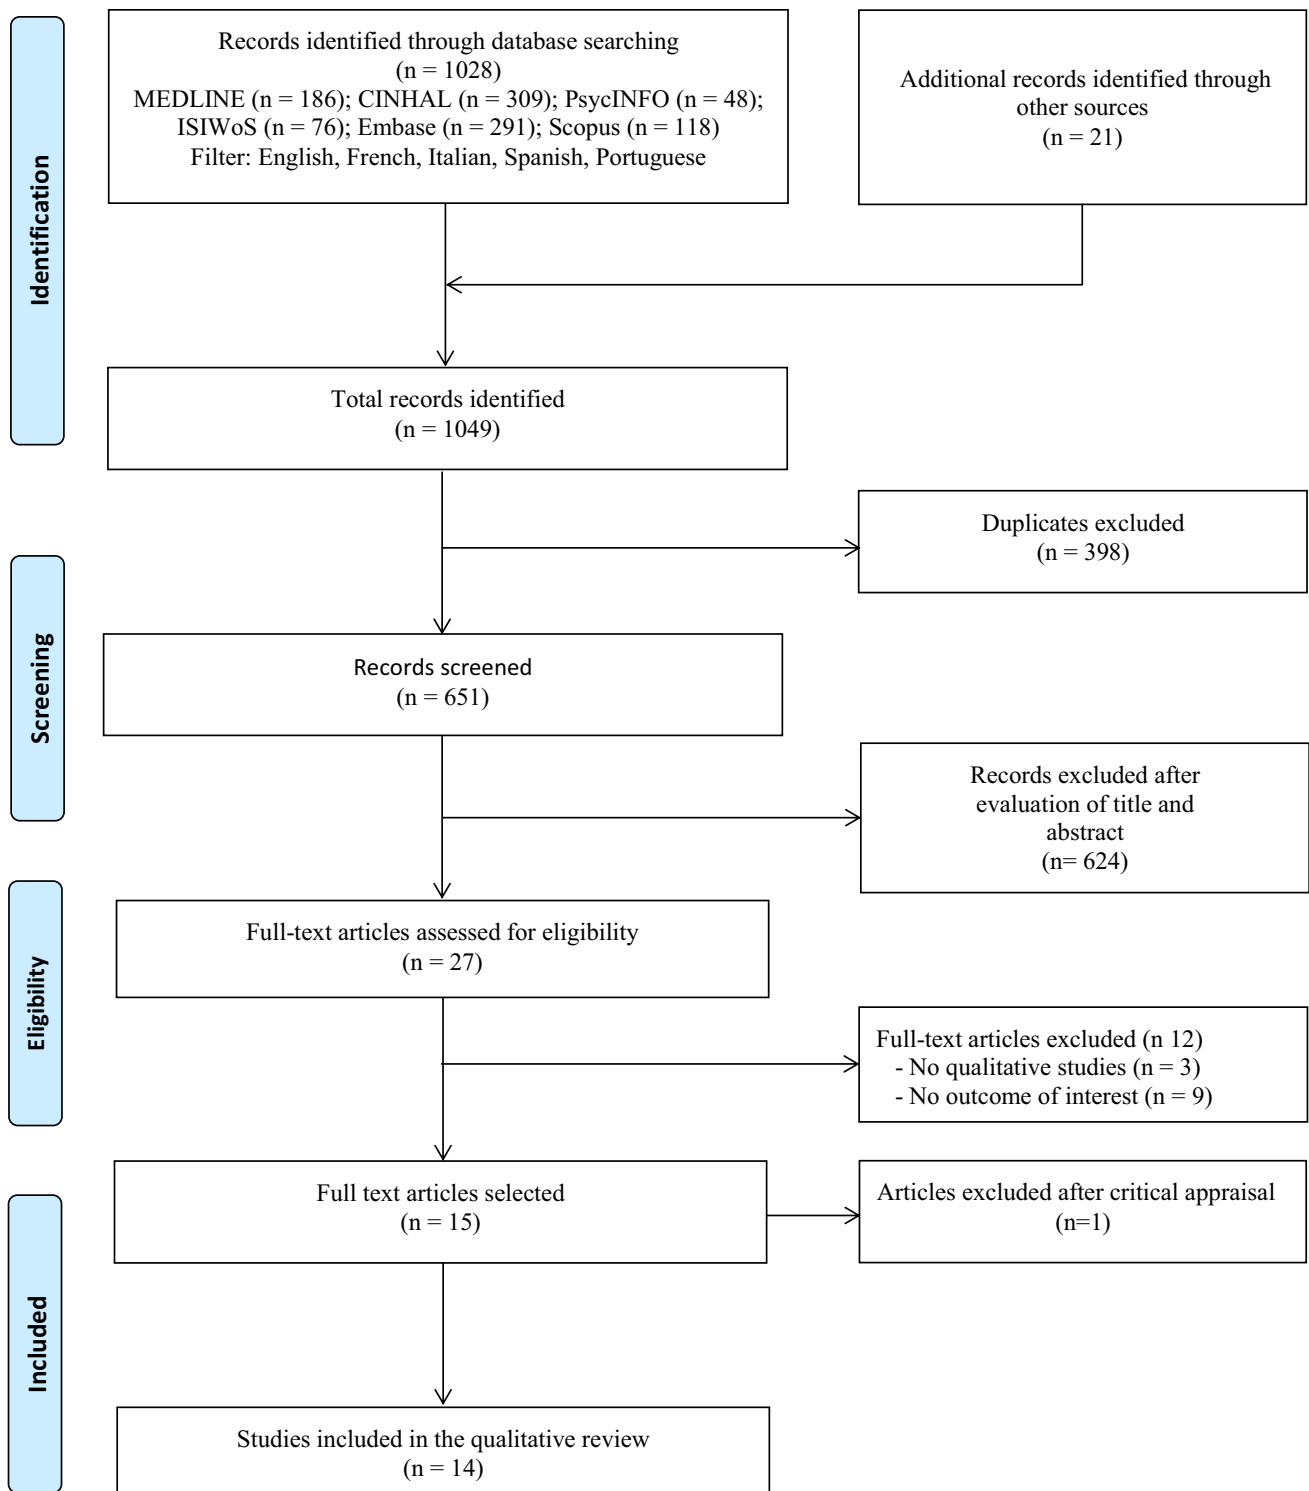 Identification
Records identified through database searching
(n = 1028)
MEDLINE (n = 186); CINHAL (n = 309); PsycINFO (n = 48);
ISIWoS (n = 76); Embase (n = 291); Scopus (n = 118)
Filter: English, French, Italian, Spanish, Portuguese
Additional records identified through
other sources
(n = 21)
Total records identified
(n = 1049)
Duplicates excluded
(n = 398)
Screening
Records screened
(n = 651)
Records excluded after
evaluation of title and
abstract
(n= 624)
Eligibility
Full-text articles assessed for eligibility
(n = 27)
Full-text articles excluded (n 12)
- No qualitative studies (n = 3)
- No outcome of interest (n = 9)
Included
Full text articles selected
(n = 15)
Articles excluded after critical appraisal
(n=1)
Studies included in the qualitative review
(n = 14)